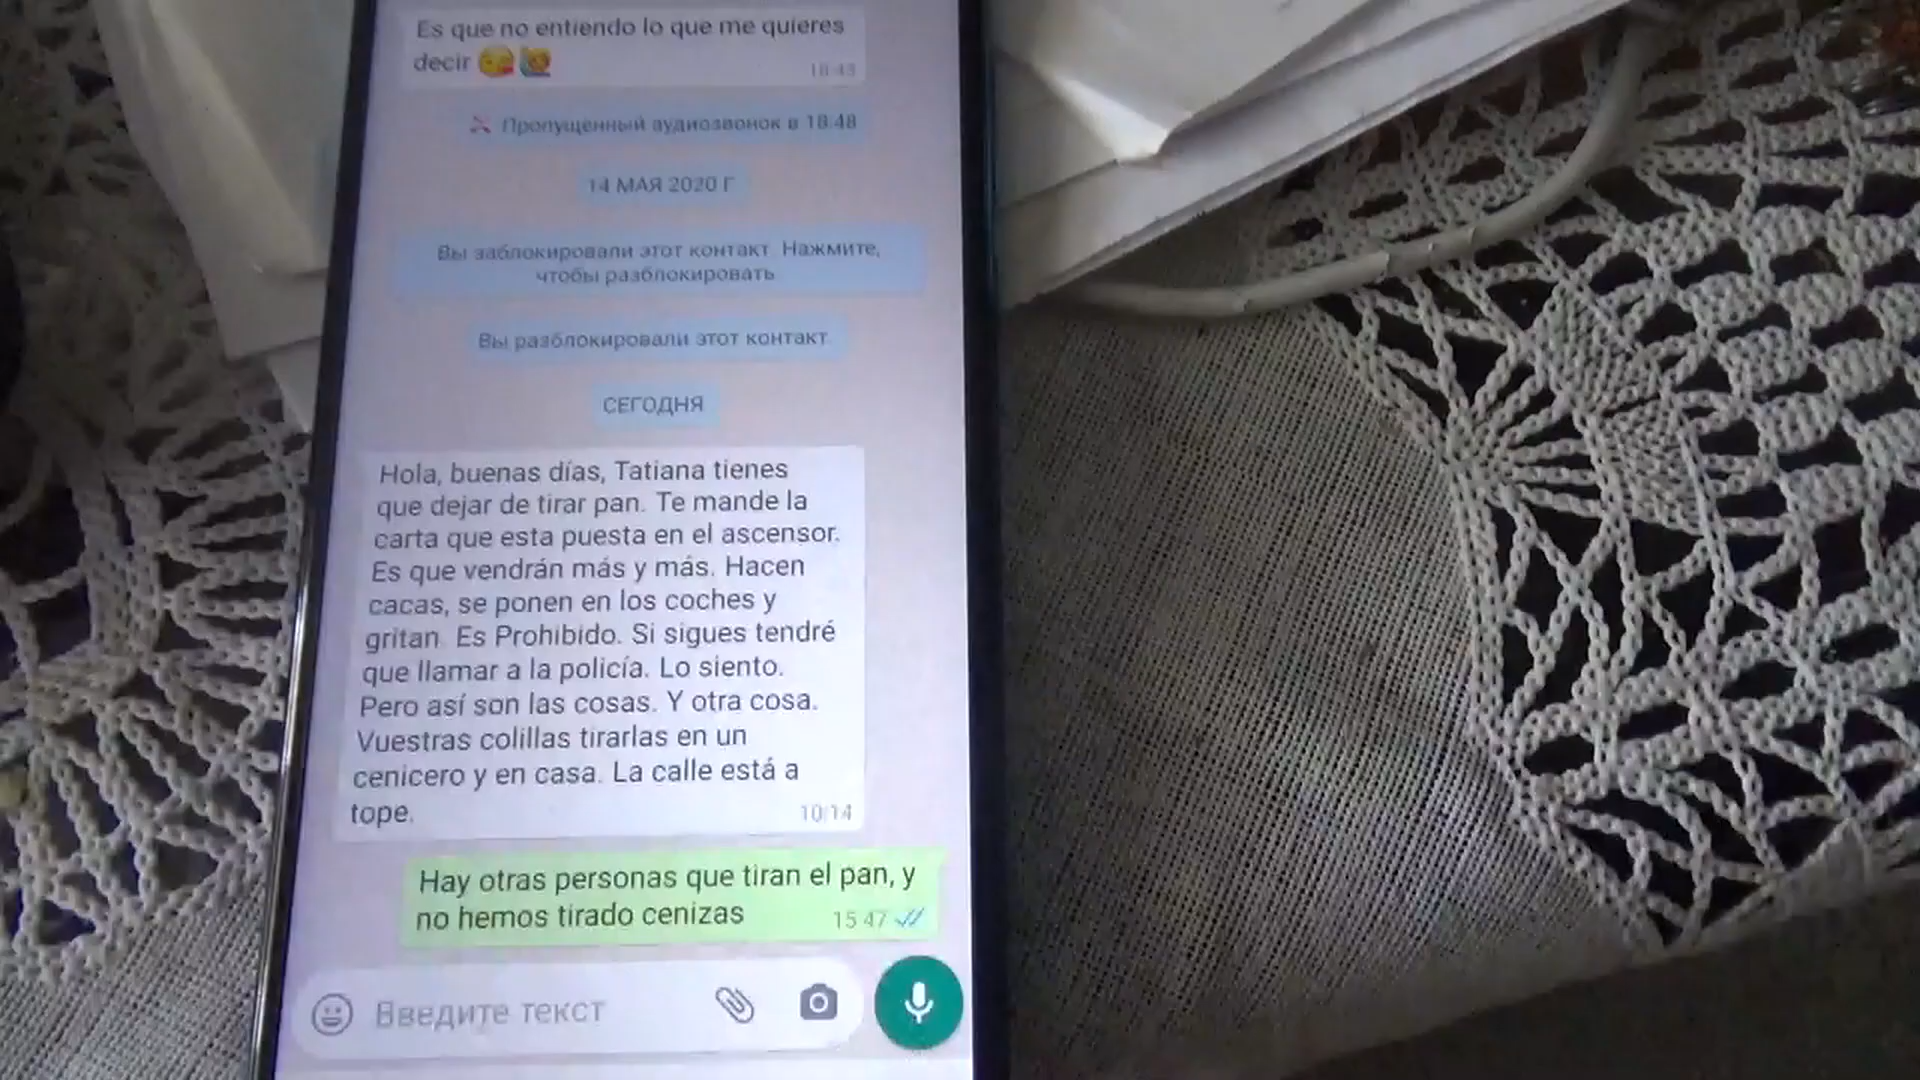 Es que no entiendo lo que me quieres
decir
18:43
Пропущенный аудиозвонок в 18:48
14 МАЯ 2020 Г.
Вы заблокировали этот контакт. Нажмите,
чтобы разблокировать.
Вы разблокировали этот контакт.
СЕГОДНЯ
Hola, buenas días, Tatiana tienes
que dejar de tirar pan. Te mande la
carta que esta puesta en el ascensor.
Es que vendrán más y más. Hacen
cacas, se ponen en los coches y
gritan. Es Prohibido. Si sigues tendré
que llamar a la policía. Lo siento.
Pero así son las cosas. Y otra cosa.
Vuestras colillas tirarlas en un
cenicero y en casa. La calle está a
tope.
10:14
Hay otras personas que tiran el pan, y
no hemos tirado cenizas
15:47
Введите текст